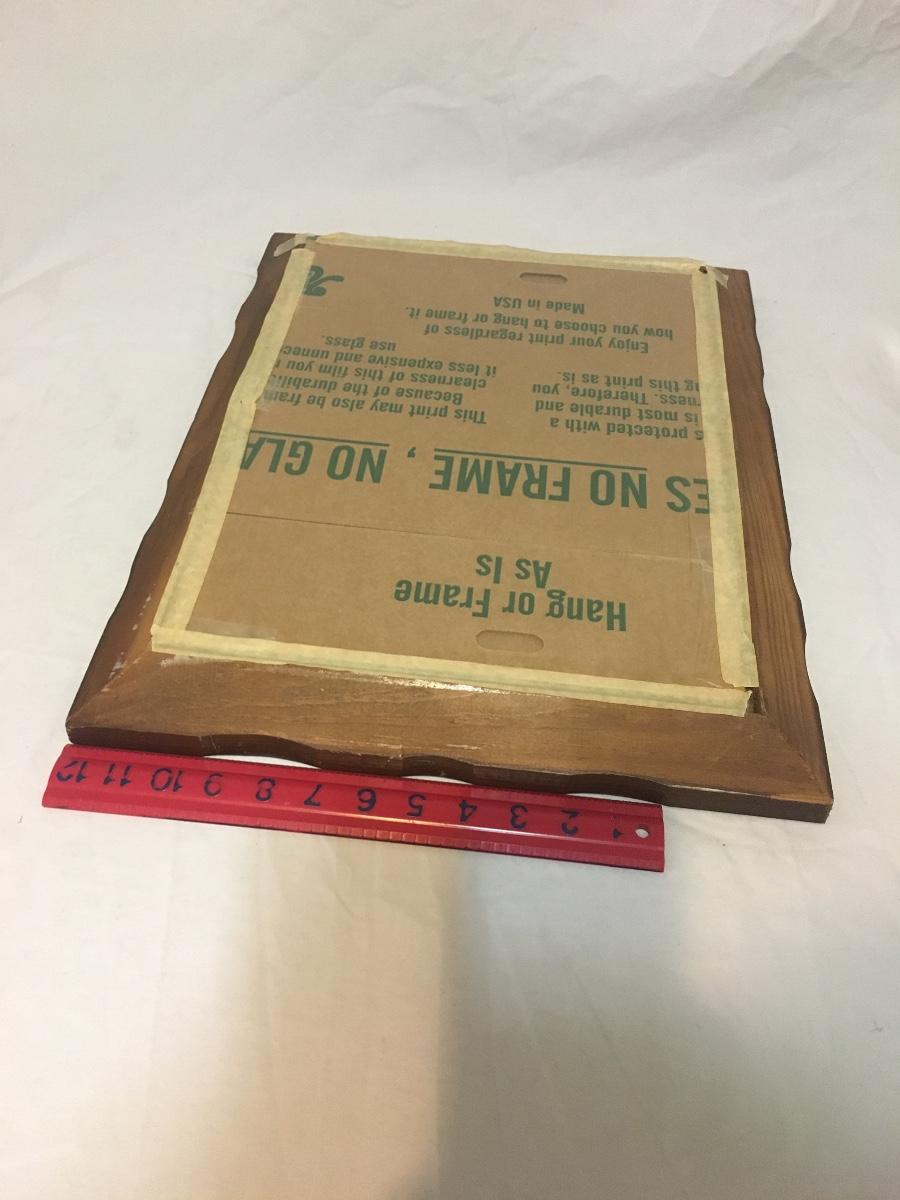 Hang or Frame
As Is
ES NO FRAME, NO GLA
s protected with a
is most durable and
rness. Therefore, you
ng this print as is.
This print may also be fram
Because of the durabili
clearness of this film you
it less expensive and unnec
use glass.
Enjoy your print regardless of
how you choose to hang or frame it.
Made in USA
1 2 3 4 5 6 7 8 9 10 11 12